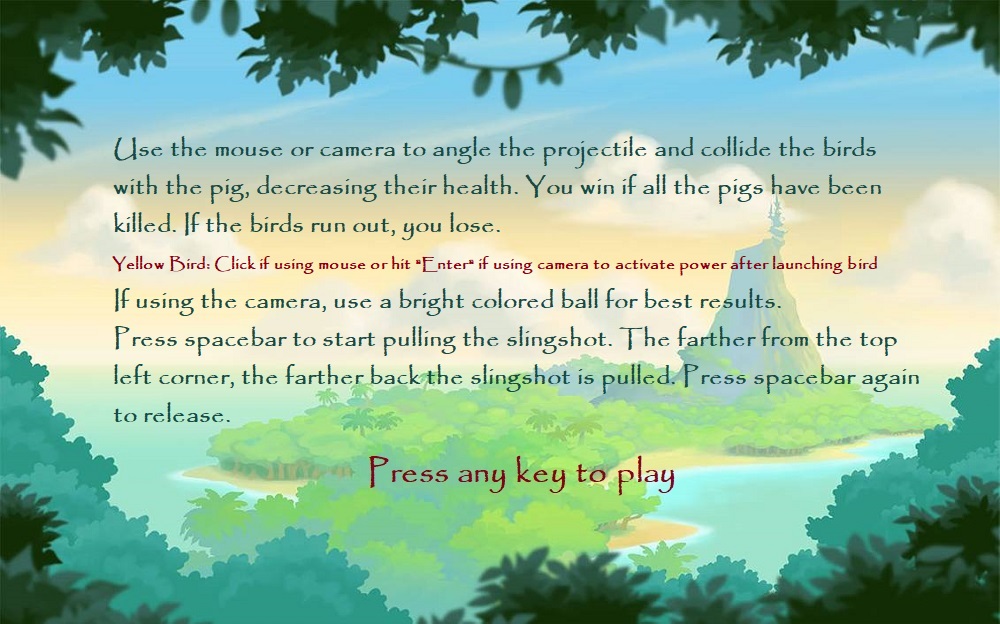 Use the mouse or camera to angle the projectile and collide the birds
with the pig, decreasing their health. You win if all the pigs have been
killed. If the birds run out, you lose.
Yellow Bird: Click if using mouse or hit "Enter" if using camera to activate power after launching bird
If using the camera, use a bright colored ball for best results.
Press spacebar to start pulling the slingshot. The farther from the top
left corner, the farther back the slingshot is pulled. Press spacebar again
to release.
Press any key to play